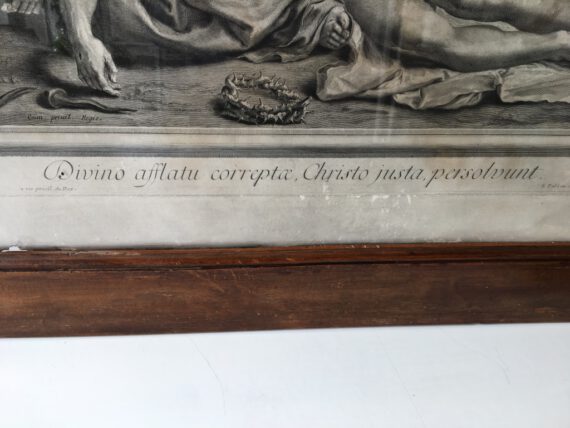 Cum privil. Regis.
Divino afflatu correptæ, Christo justa, persolvunt